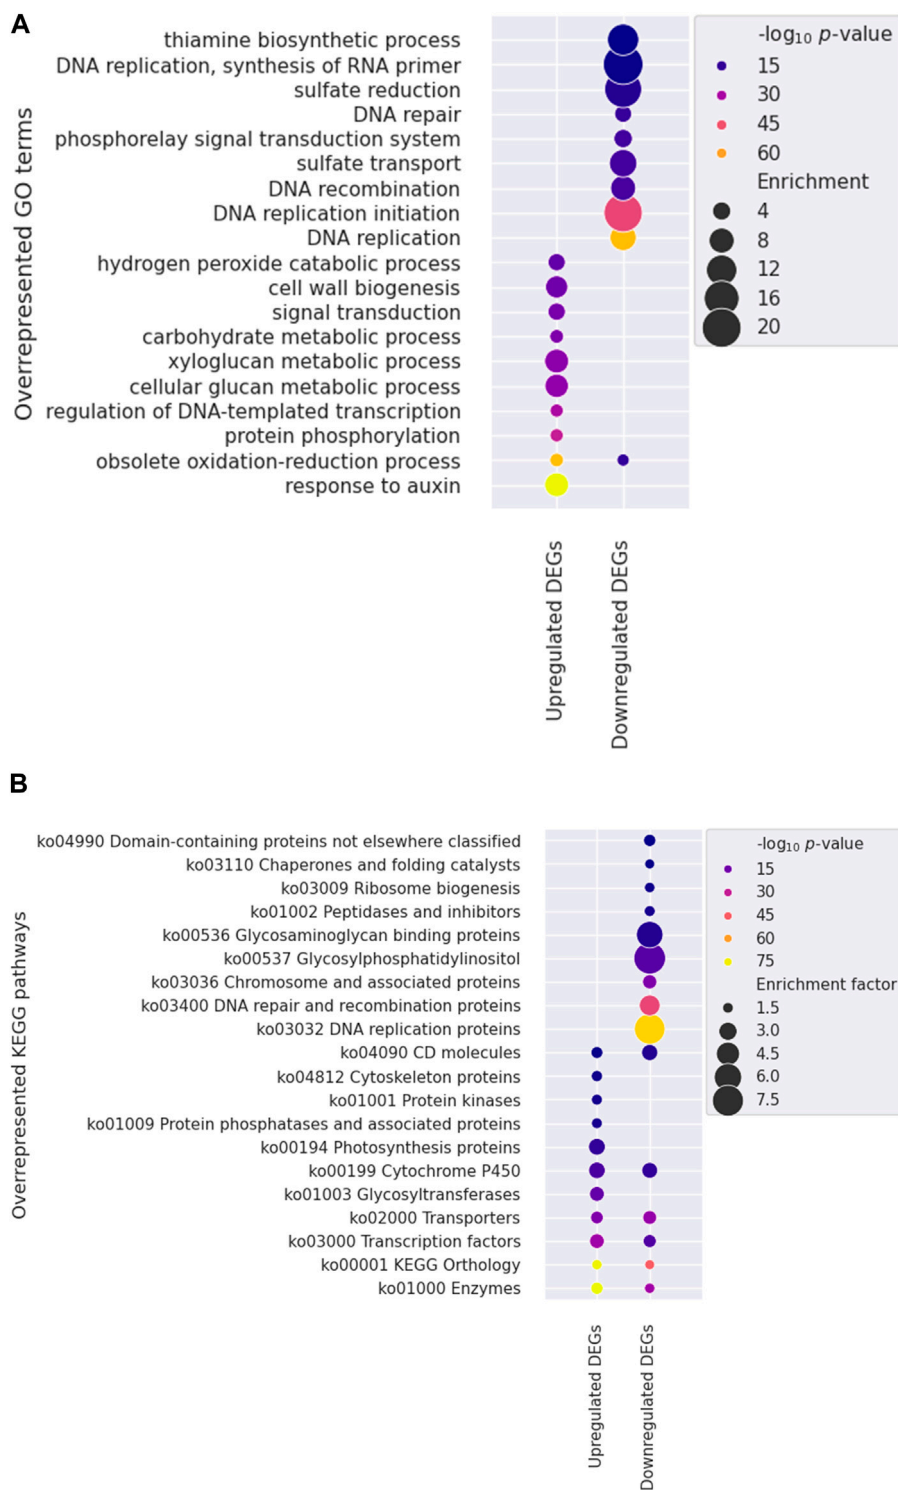 A
Overrepresented GO terms
thiamine biosynthetic process
DNA replication, synthesis of RNA primer
sulfate reduction
DNA repair
phosphorelay signal transduction system
sulfate transport
DNA recombination
DNA replication initiation
DNA replication
hydrogen peroxide catabolic process
cell wall biogenesis
signal transduction
carbohydrate metabolic process
xyloglucan metabolic process
cellular glucan metabolic process
regulation of DNA-templated transcription
protein phosphorylation
obsolete oxidation-reduction process
response to auxin
Upregulated DEGs
Downregulated DEGs
-log₁₀ p-value
15
30
45
60
Enrichment
4
8
12
16
20
B
Overrepresented KEGG pathways
ko04990 Domain-containing proteins not elsewhere classified
ko03110 Chaperones and folding catalysts
ko03009 Ribosome biogenesis
ko01002 Peptidases and inhibitors
ko00536 Glycosaminoglycan binding proteins
ko00537 Glycosylphosphatidylinositol
ko03036 Chromosome and associated proteins
ko03400 DNA repair and recombination proteins
ko03032 DNA replication proteins
ko04090 CD molecules
ko04812 Cytoskeleton proteins
ko01001 Protein kinases
ko01009 Protein phosphatases and associated proteins
ko00194 Photosynthesis proteins
ko00199 Cytochrome P450
ko01003 Glycosyltransferases
ko02000 Transporters
ko03000 Transcription factors
ko00001 KEGG Orthology
ko01000 Enzymes
Upregulated DEGs
Downregulated DEGs
-log₁₀ p-value
15
30
45
60
75
Enrichment factor
1.5
3.0
4.5
6.0
7.5